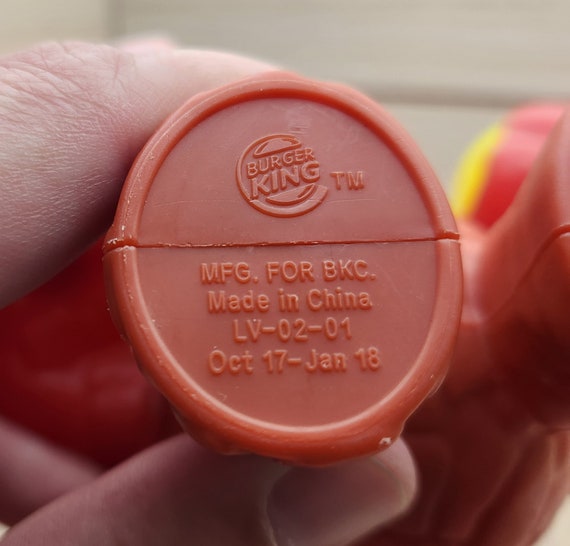 BURGER
KING TM
MFG. FOR BKC.
Made in China
LV-02-01
Oct 17-Jan 18